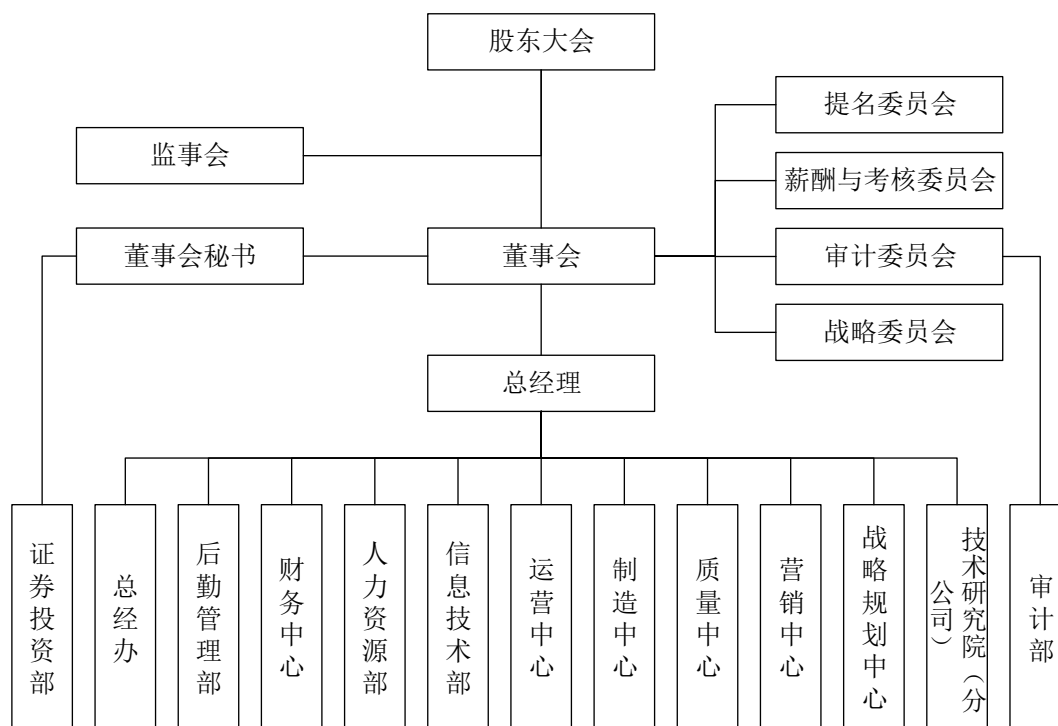 股东大会
提名委员会
监事会
薪酬与考核委员会
董事会秘书
董事会
审计委员会
战略委员会
总经理
证券投资部
总经办
后勤管理部
财务中心
人力资源部
信息技术部
运营中心
制造中心
质量中心
营销中心
战略规划中心
技术研究院（分
公司）
审计部